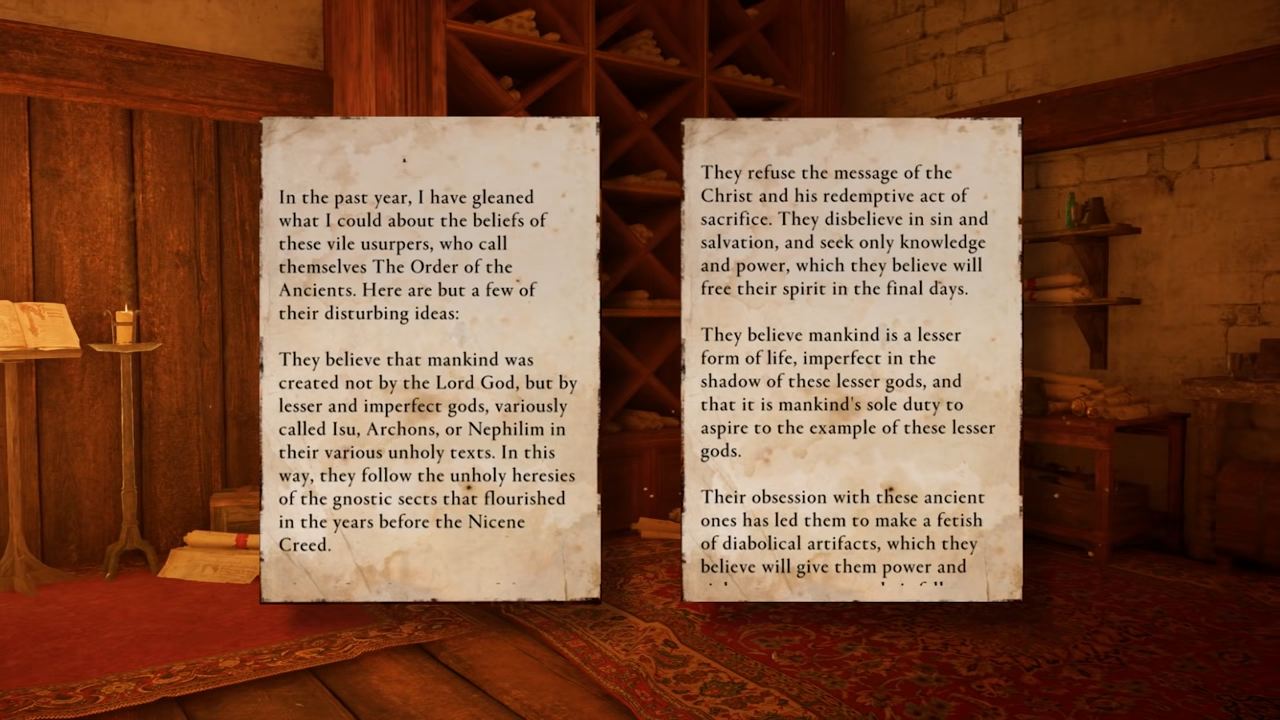 In the past year, I have gleaned
what I could about the beliefs of
these vile usurpers, who call
themselves The Order of the
Ancients. Here are but a few of
their disturbing ideas:
They believe that mankind was
created not by the Lord God, but by
lesser and imperfect gods, variously
called Isu, Archons, or Nephilim in
their various unholy texts. In this
way, they follow the unholy heresies
of the gnostic sects that flourished
in the years before the Nicene
Creed.
They refuse the message of the
Christ and his redemptive act of
sacrifice. They disbelieve in sin and
salvation, and seek only knowledge
and power, which they believe will
free their spirit in the final days.
They believe mankind is a lesser
form of life, imperfect in the
shadow of these lesser gods, and
that it is mankind's sole duty to
aspire to the example of these lesser
gods.
Their obsession with these ancient
ones has led them to make a fetish
of diabolical artifacts, which they
believe will give them power and